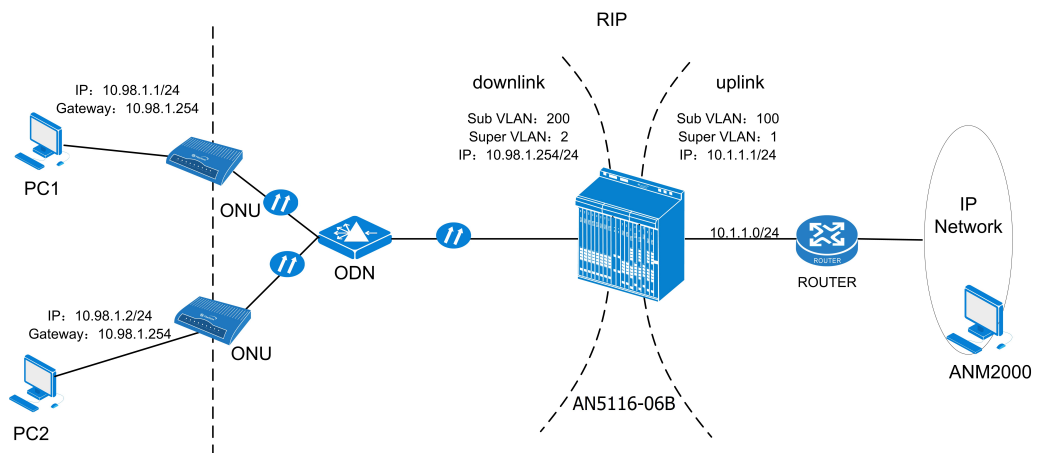 RIP
downlink
uplink
IP：10.98.1.1/24
Gateway：10.98.1.254
Sub VLAN：200
Super VLAN：2
IP：10.98.1.254/24
Sub VLAN：100
Super VLAN：1
IP：10.1.1.1/24
PC1
ONU
IP
Network
10.1.1.0/24
ROUTER
ODN
ROUTER
IP：10.98.1.2/24
Gateway：10.98.1.254
ONU
ANM2000
AN5116-06B
PC2